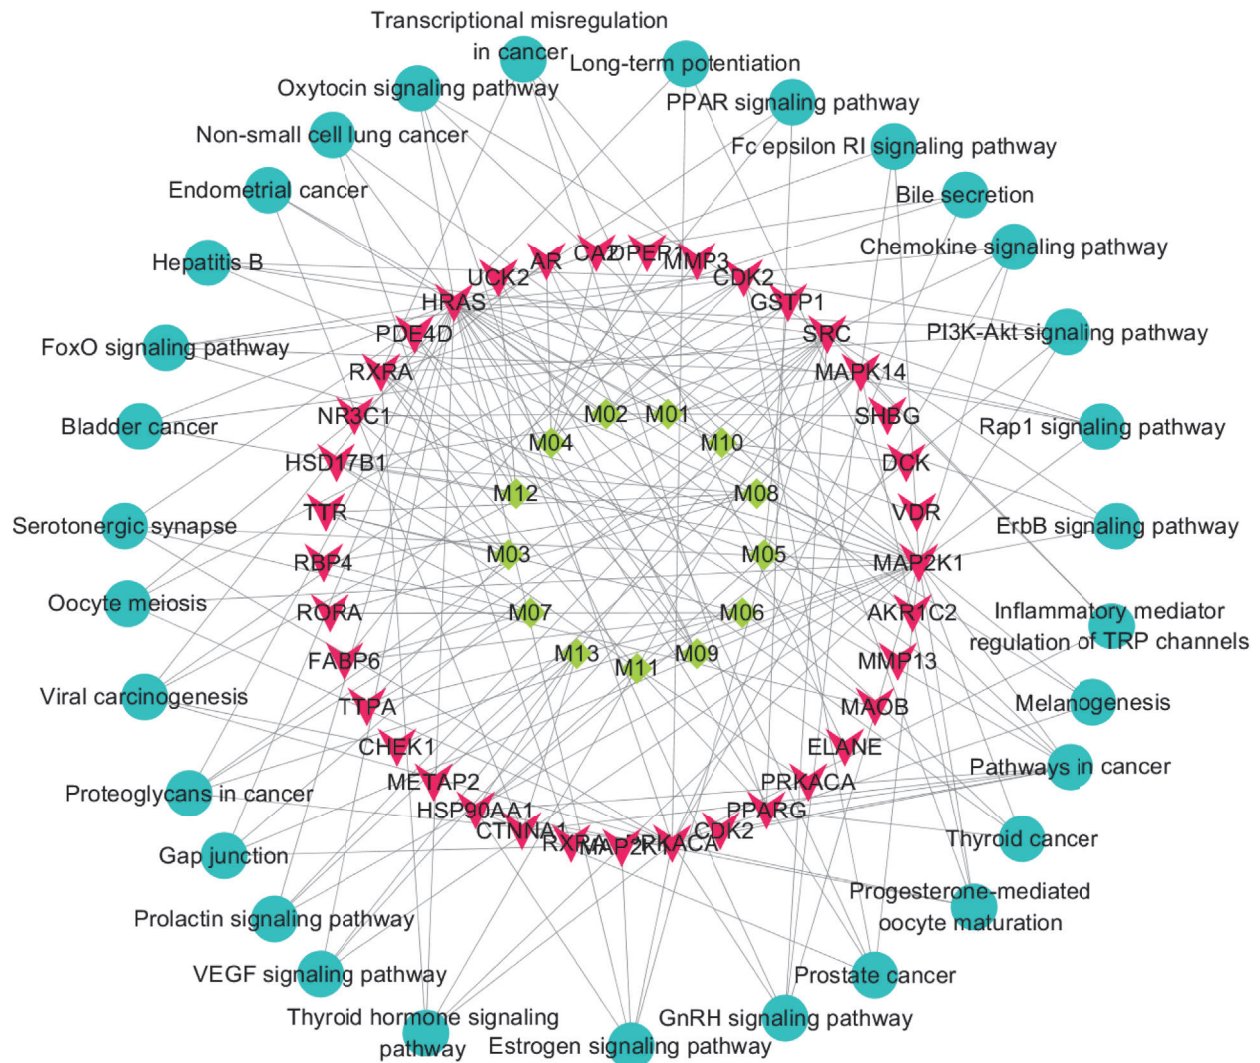 Transcriptional misregulation
in cancer
Long-term potentiation
Oxytocin signaling pathway
PPAR signaling pathway
Non-small cell lung cancer
Fc epsilon RI signaling pathway
Endometrial cancer
Bile secretion
Hepatitis B
Chemokine signaling pathway
FoxO signaling pathway
PI3K-Akt signaling pathway
Bladder cancer
Rap1 signaling pathway
Serotonergic synapse
ErbB signaling pathway
Oocyte meiosis
Inflammatory mediator
regulation of TRP channels
Viral carcinogenesis
Melanogenesis
Proteoglycans in cancer
Pathways in cancer
Gap junction
Thyroid cancer
Prolactin signaling pathway
Progesterone-mediated
oocyte maturation
VEGF signaling pathway
Prostate cancer
Thyroid hormone signaling
pathway
Estrogen signaling pathway
GnRH signaling pathway
HRAS
UCK2
AR
CA2
MMP3
CDK2
GSTP1
SRC
MAPK14
SHBG
DCK
VDR
MAP2K1
AKR1C2
MMP13
MAOB
ELANE
PRKACA
PPARG
CDK2
PRKACA
MAP2K1
RXRA
CTNNA1
HSP90AA1
METAP2
CHEK1
TTPA
FABP6
RORA
RBP4
TTR
HSD17B1
NR3C1
RXRA
PDE4D
M02
M01
M04
M10
M12
M08
M03
M05
M07
M06
M13
M11
M09